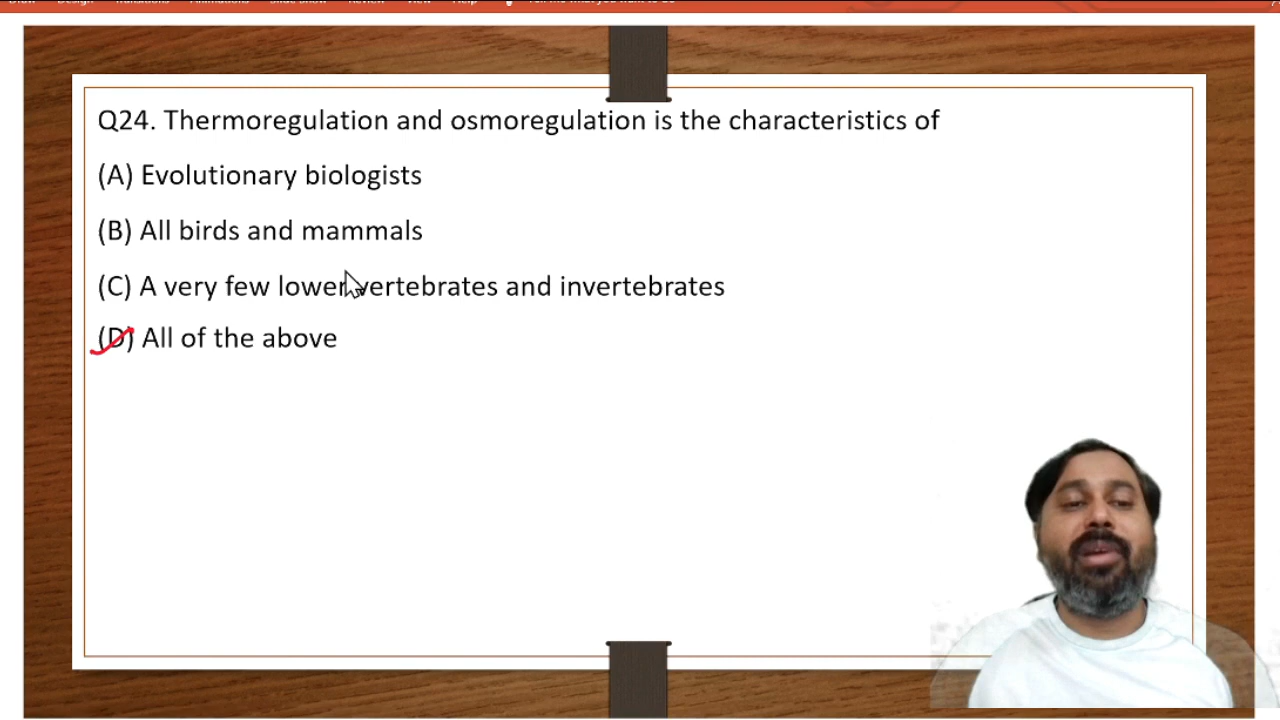 Q24. Thermoregulation and osmoregulation is the characteristics of
(A) Evolutionary biologists
(B) All birds and mammals
(C) A very few lower vertebrates and invertebrates
(D) All of the above